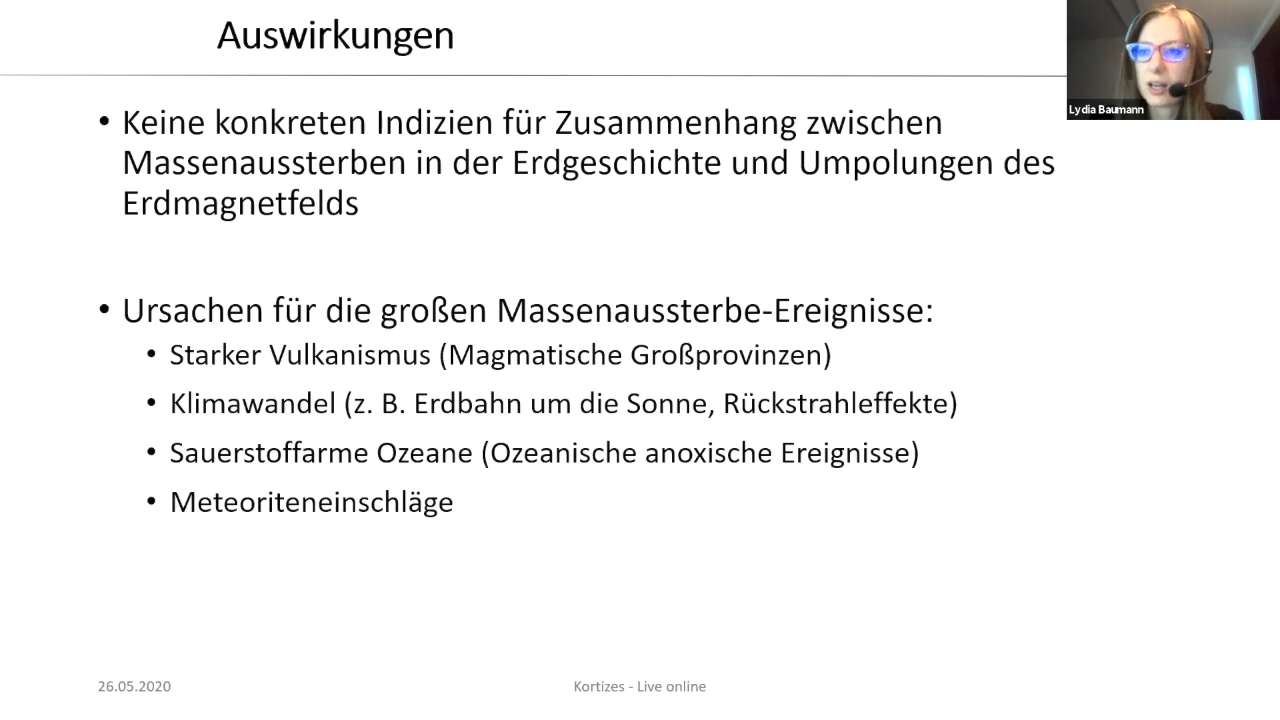 Auswirkungen
Lydia Baumann
• Keine konkreten Indizien für Zusammenhang zwischen
Massenaussterben in der Erdgeschichte und Umpolungen des
Erdmagnetfelds
• Ursachen für die großen Massenaussterbe-Ereignisse:
• Starker Vulkanismus (Magmatische Großprovinzen)
• Klimawandel (z. B. Erdbahn um die Sonne, Rückstrahleffekte)
• Sauerstoffarme Ozeane (Ozeanische anoxische Ereignisse)
• Meteoriteneinschläge
26.05.2020
Kortizes - Live online